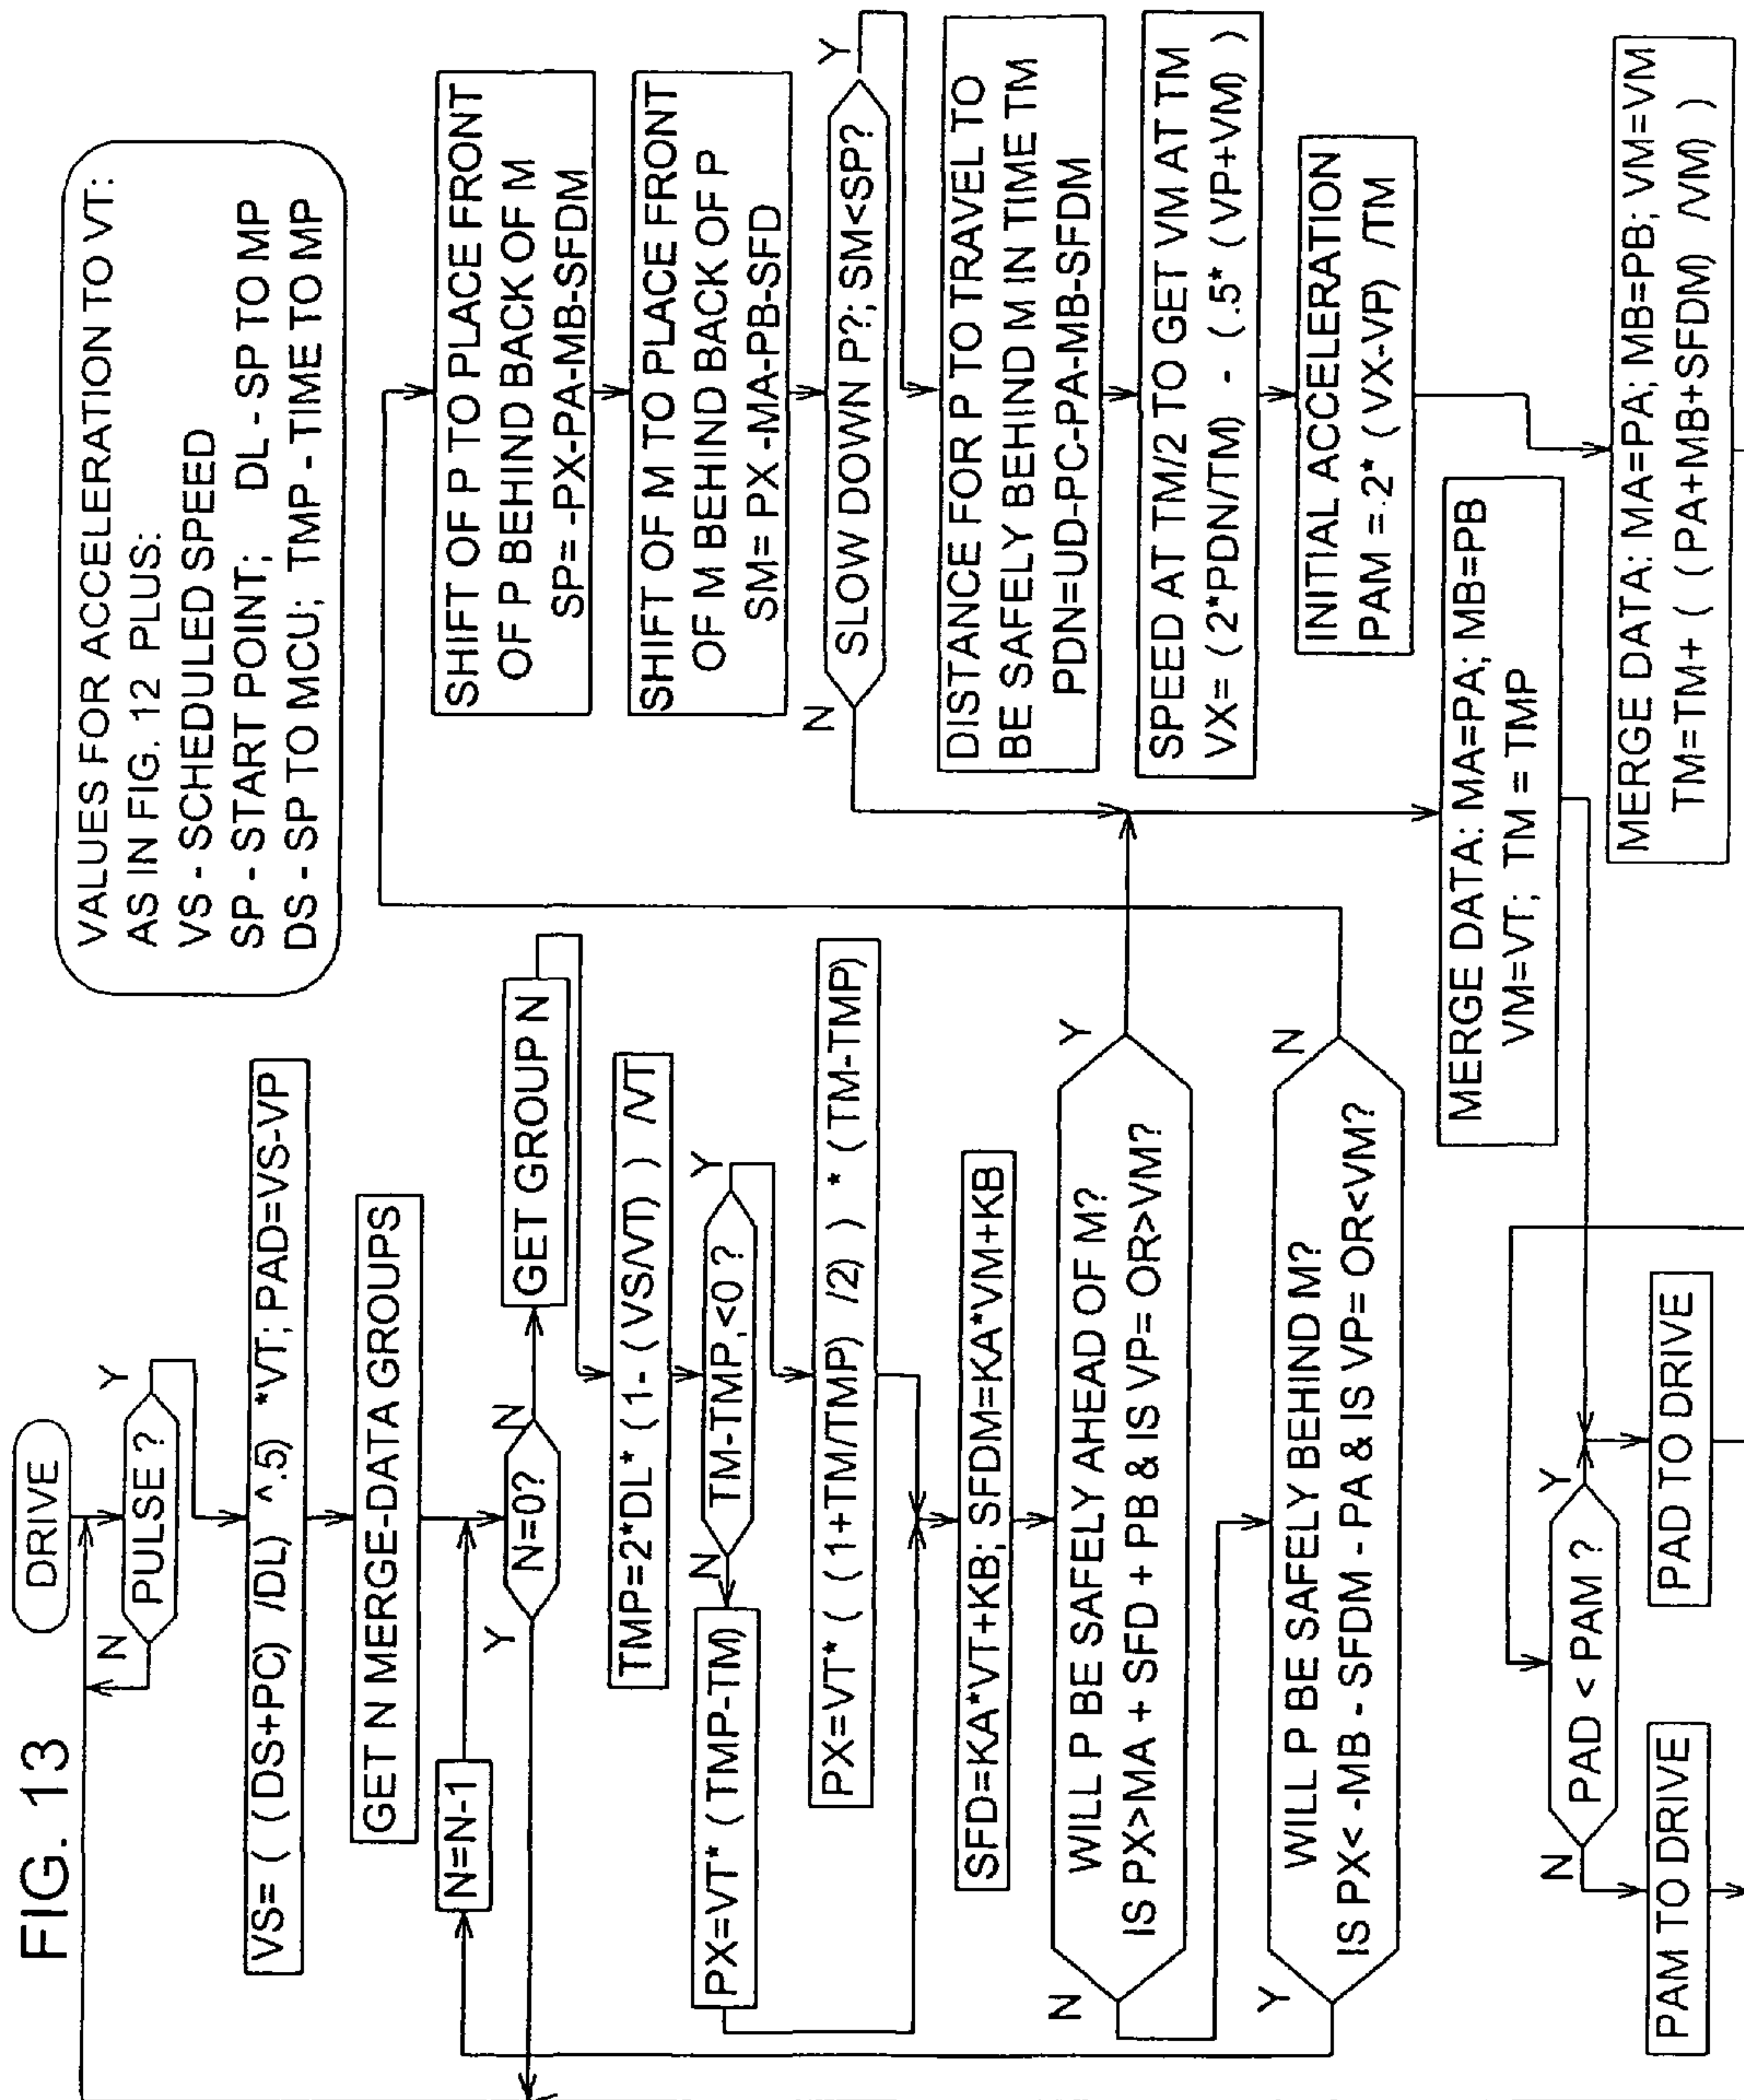 FIG. 13
DRIVE
PULSE ?
N
Y
VS= ( ( DS+PC) /DL) ^ .5) *VT; PAD=VS-VP
GET N MERGE-DATA GROUPS
N=N-1
N=0?
Y
N
GET GROUP N
TMP=2*DL* (1- (VS/VT) ) /VT
TM-TMP,<0 ?
N
Y
PX=VT* (TMP-TM)
PX=VT* ( (1+TM/TMP) /2) ) * (TM-TMP)
SFD=KA*VT+KB; SFDM=KA*VM+KB
WILL P BE SAFELY AHEAD OF M?
IS PX>MA + SFD + PB & IS VP= OR>VM?
N
Y
WILL P BE SAFELY BEHIND M?
IS PX< -MB - SFDM - PA & IS VP= OR<VM?
Y
N
VALUES FOR ACCELERATION TO VT:
AS IN FIG. 12 PLUS:
VS - SCHEDULED SPEED
SP - START POINT; DL - SP TO MP
DS - SP TO MCU; TMP - TIME TO MP
SHIFT OF P TO PLACE FRONT
OF P BEHIND BACK OF M
SP= -PX-PA-MB-SFDM
SHIFT OF M TO PLACE FRONT
OF M BEHIND BACK OF P
SM= PX -MA-PB-SFD
SLOW DOWN P?; SM<SP?
N
Y
DISTANCE FOR P TO TRAVEL TO
BE SAFELY BEHIND M IN TIME TM
PDN=UD-PC-PA-MB-SFDM
SPEED AT TM/2 TO GET VM AT TM
VX= (2*PDN/TM) - (.5* (VP+VM) )
INITIAL ACCELERATION
PAM =.2* (VX-VP) /TM
MERGE DATA: MA=PA; MB=PB
VM=VT; TM = TMP
MERGE DATA: MA=PA; MB=PB; VM=VM
TM=TM+ ( (PA+MB+SFDM) /VM) )
PAD < PAM ?
N
Y
PAM TO DRIVE
PAD TO DRIVE